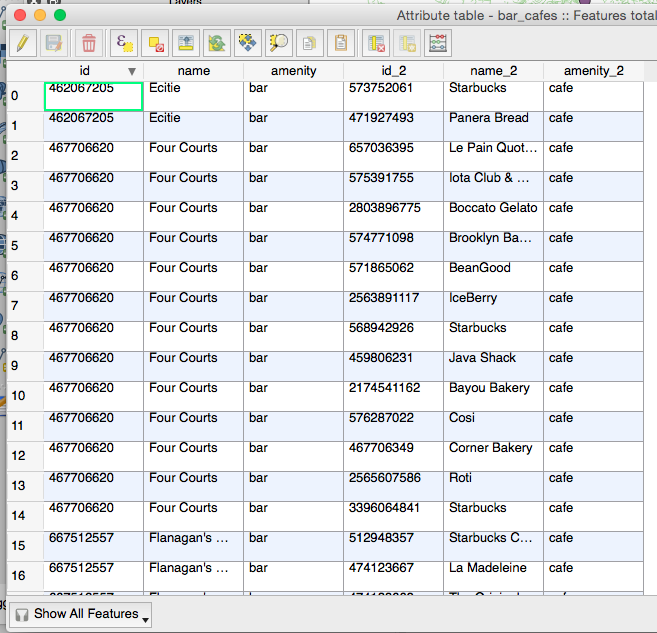 Layers
Attribute table - bar_cafes :: Features total
id name amenity id_2 name_2 amenity_2
0 462067205 Ecitie bar 573752061 Starbucks cafe
1 462067205 Ecitie bar 471927493 Panera Bread cafe
2 467706620 Four Courts bar 657036395 Le Pain Quot... cafe
3 467706620 Four Courts bar 575391755 Iota Club & ... cafe
4 467706620 Four Courts bar 2803896775 Boccato Gelato cafe
5 467706620 Four Courts bar 574771098 Brooklyn Ba... cafe
6 467706620 Four Courts bar 571865062 BeanGood cafe
7 467706620 Four Courts bar 2563891117 IceBerry cafe
8 467706620 Four Courts bar 568942926 Starbucks cafe
9 467706620 Four Courts bar 459806231 Java Shack cafe
10 467706620 Four Courts bar 2174541162 Bayou Bakery cafe
11 467706620 Four Courts bar 576287022 Cosi cafe
12 467706620 Four Courts bar 467706349 Corner Bakery cafe
13 467706620 Four Courts bar 2565607586 Roti cafe
14 467706620 Four Courts bar 3396064841 Starbucks cafe
15 667512557 Flanagan's ... bar 512948357 Starbucks C... cafe
16 667512557 Flanagan's ... bar 474123667 La Madeleine cafe
Show All Features